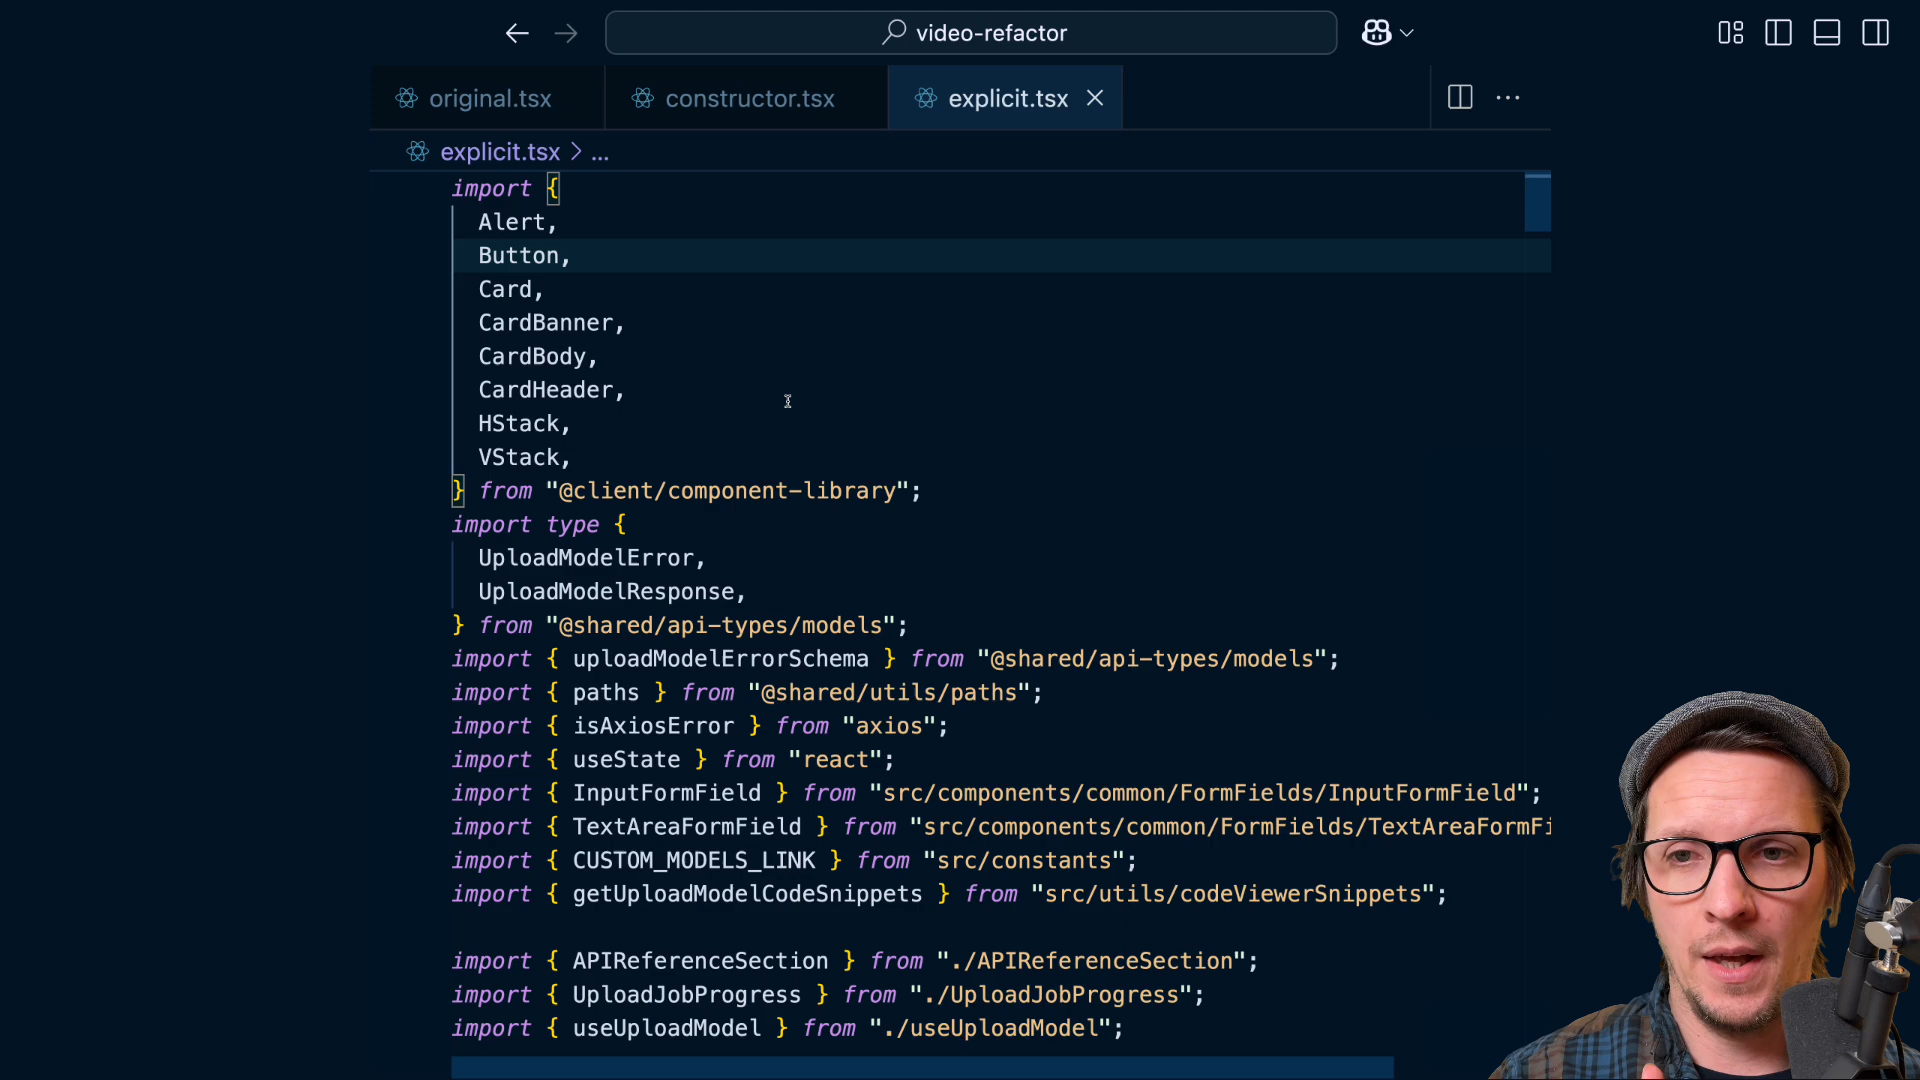 video-refactor
original.tsx
constructor.tsx
explicit.tsx
explicit.tsx > ...
import {
Alert,
Button,
Card,
CardBanner,
CardBody,
CardHeader,
HStack,
VStack,
} from "@client/component-library";
import type {
UploadModelError,
UploadModelResponse,
} from "@shared/api-types/models";
import { uploadModelErrorSchema } from "@shared/api-types/models";
import { paths } from "@shared/utils/paths";
import { isAxiosError } from "axios";
import { useState } from "react";
import { InputFormField } from "src/components/common/FormFields/InputFormField";
import { TextAreaFormField } from "src/components/common/FormFields/TextAreaFormFi
import { CUSTOM_MODELS_LINK } from "src/constants";
import { getUploadModelCodeSnippets } from "src/utils/codeViewerSnippets";
import { APIReferenceSection } from "./APIReferenceSection";
import { UploadJobProgress } from "./UploadJobProgress";
import { useUploadModel } from "./useUploadModel";